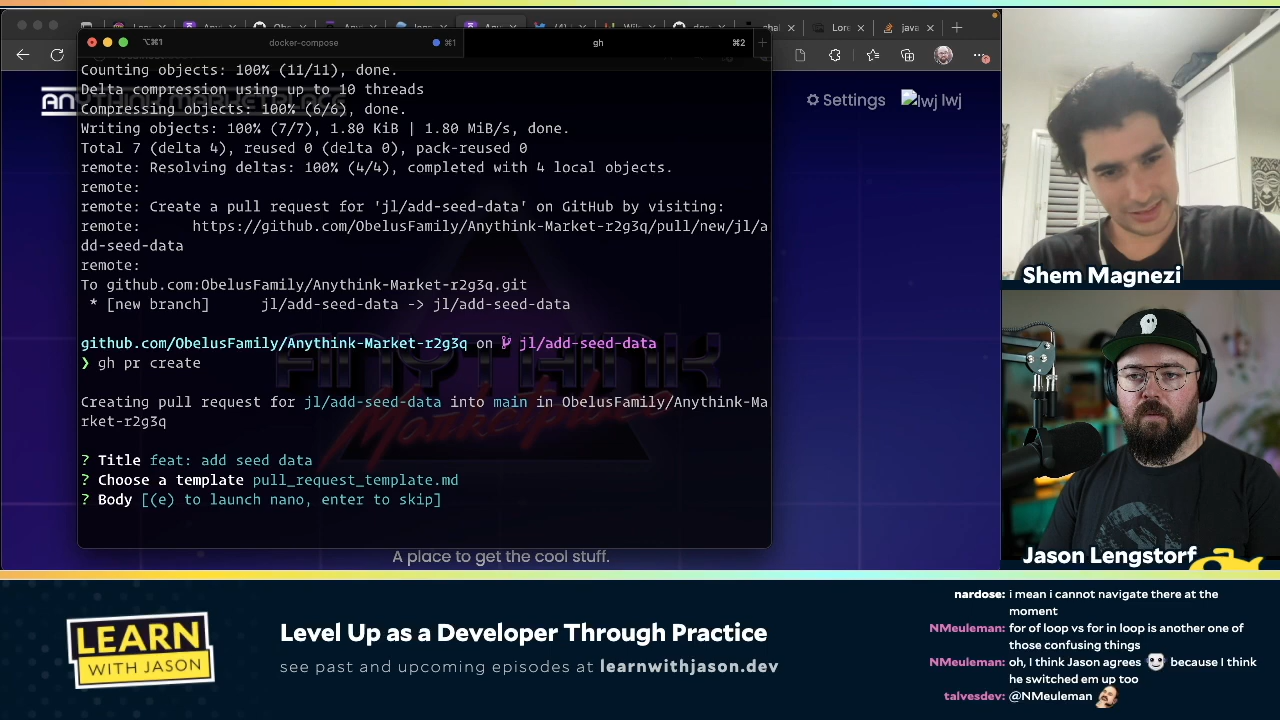 ⌥⌘1
docker-compose
⌘1
gh
⌘2
Lore
java
Counting objects: 100% (11/11), done.
Delta compression using up to 10 threads
Compressing objects: 100% (6/6), done.
Writing objects: 100% (7/7), 1.80 KiB | 1.80 MiB/s, done.
Total 7 (delta 4), reused 0 (delta 0), pack-reused 0
remote: Resolving deltas: 100% (4/4), completed with 4 local objects.
remote:
remote: Create a pull request for 'jl/add-seed-data' on GitHub by visiting:
remote:      https://github.com/ObelusFamily/Anythink-Market-r2g3q/pull/new/jl/a
dd-seed-data
remote:
To github.com:ObelusFamily/Anythink-Market-r2g3q.git
* [new branch]      jl/add-seed-data -> jl/add-seed-data
github.com/ObelusFamily/Anythink-Market-r2g3q on jl/add-seed-data
❯ gh pr create
Creating pull request for jl/add-seed-data into main in ObelusFamily/Anythink-Ma
rket-r2g3q
? Title feat: add seed data
? Choose a template pull_request_template.md
? Body [(e) to launch nano, enter to skip]
ANYTHINK MARKETPLACE
Settings
lwj lwj
ANYTHINK
Marketplace
A place to get the cool stuff.
Shem Magnezi
Jason Lengstorf
LEARN
WITH JASON
Level Up as a Developer Through Practice
see past and upcoming episodes at learnwithjason.dev
nardose: i mean i cannot navigate there at the
moment
NMeuleman: for of loop vs for in loop is another one of
those confusing things
NMeuleman: oh, I think Jason agrees because I think
he switched em up too
talvesdev: @NMeuleman